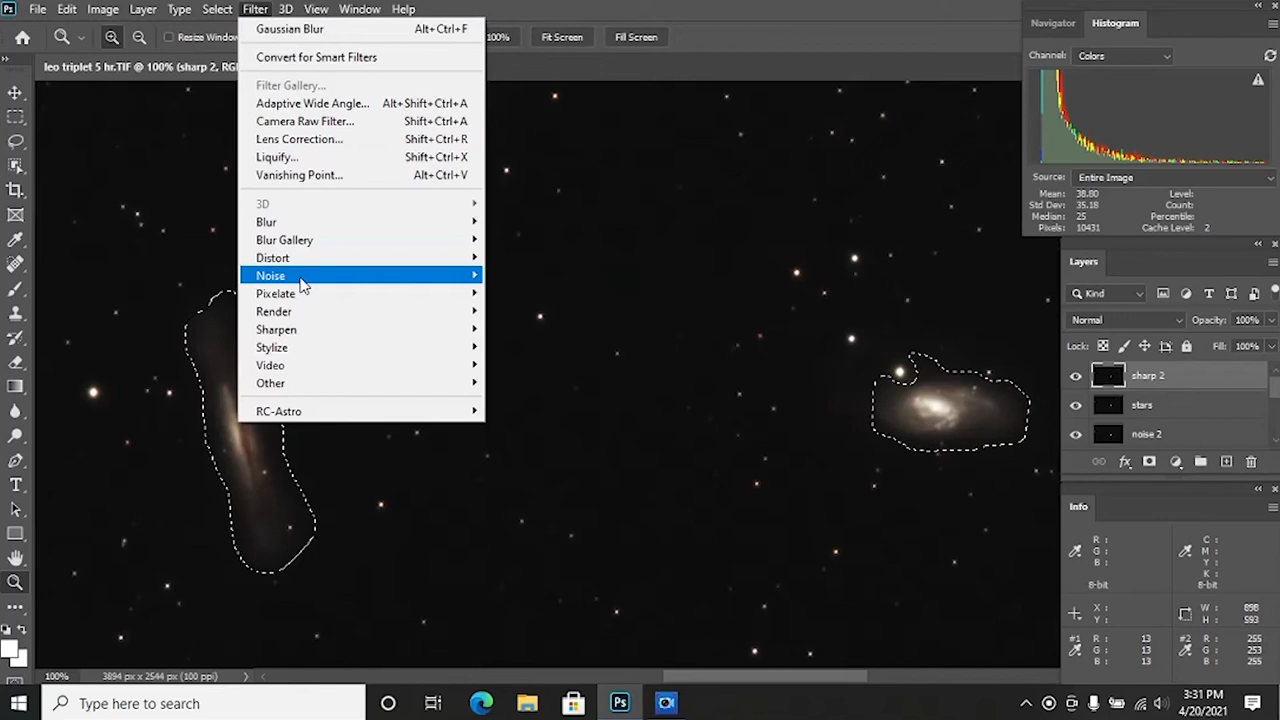 Ps File Edit Image Layer Type Select Filter 3D View Window Help
Resize Window
100% Fit Screen Fill Screen
leo triplet 5 hr.TIF @ 100% (sharp 2, RG
Gaussian Blur Alt+Ctrl+F
Convert for Smart Filters
Filter Gallery...
Adaptive Wide Angle... Alt+Shift+Ctrl+A
Camera Raw Filter... Shift+Ctrl+A
Lens Correction... Shift+Ctrl+R
Liquify... Shift+Ctrl+X
Vanishing Point... Alt+Ctrl+V
3D
Blur
Blur Gallery
Distort
Noise
Pixelate
Render
Sharpen
Stylize
Video
Other
RC-Astro
Navigator Histogram
Channel: Colors
Source: Entire Image
Mean: 38.80 Level:
Std Dev: 35.18 Count:
Median: 25 Percentile:
Pixels: 10431 Cache Level: 2
Layers
Kind
Normal Opacity: 100%
Lock: Fill: 100%
sharp 2
stars
noise 2
fx
Info
R: C:
G: M:
B: Y:
K:
8-bit 8-bit
X: W: 898
Y: H: 593
#1 R: 13 #2 R: 255
G: 13 G: 253
B: 13 B: 255
100% 3894 px x 2544 px (100 ppi)
Type here to search
Ps
3:31 PM
4/20/2021